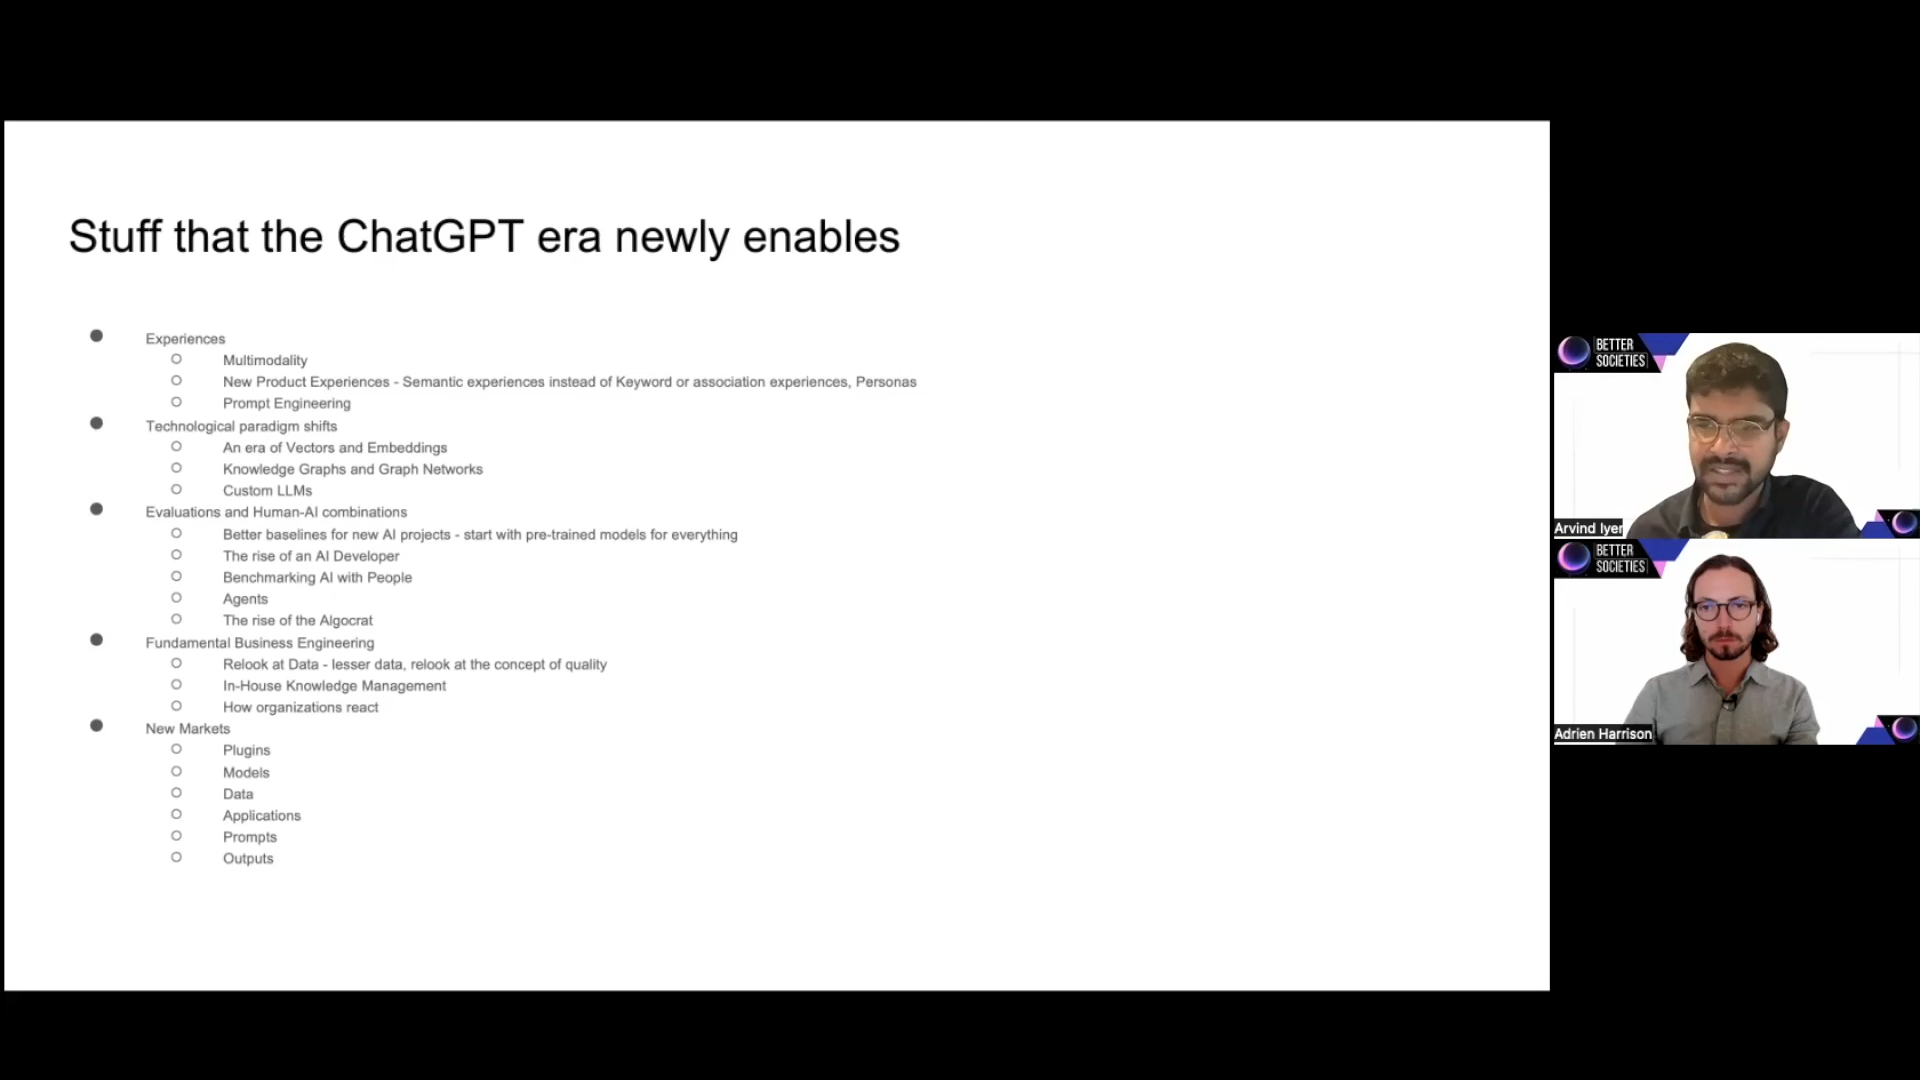 Stuff that the ChatGPT era newly enables
Experiences
Multimodality
New Product Experiences - Semantic experiences instead of Keyword or association experiences, Personas
Prompt Engineering
Technological paradigm shifts
An era of Vectors and Embeddings
Knowledge Graphs and Graph Networks
Custom LLMs
Evaluations and Human-AI combinations
Better baselines for new AI projects - start with pre-trained models for everything
The rise of an AI Developer
Benchmarking AI with People
Agents
The rise of the Algocrat
Fundamental Business Engineering
Relook at Data - lesser data, relook at the concept of quality
In-House Knowledge Management
How organizations react
New Markets
Plugins
Models
Data
Applications
Prompts
Outputs
BETTER
SOCIETIES
Arvind Iyer
BETTER
SOCIETIES
Adrien Harrison